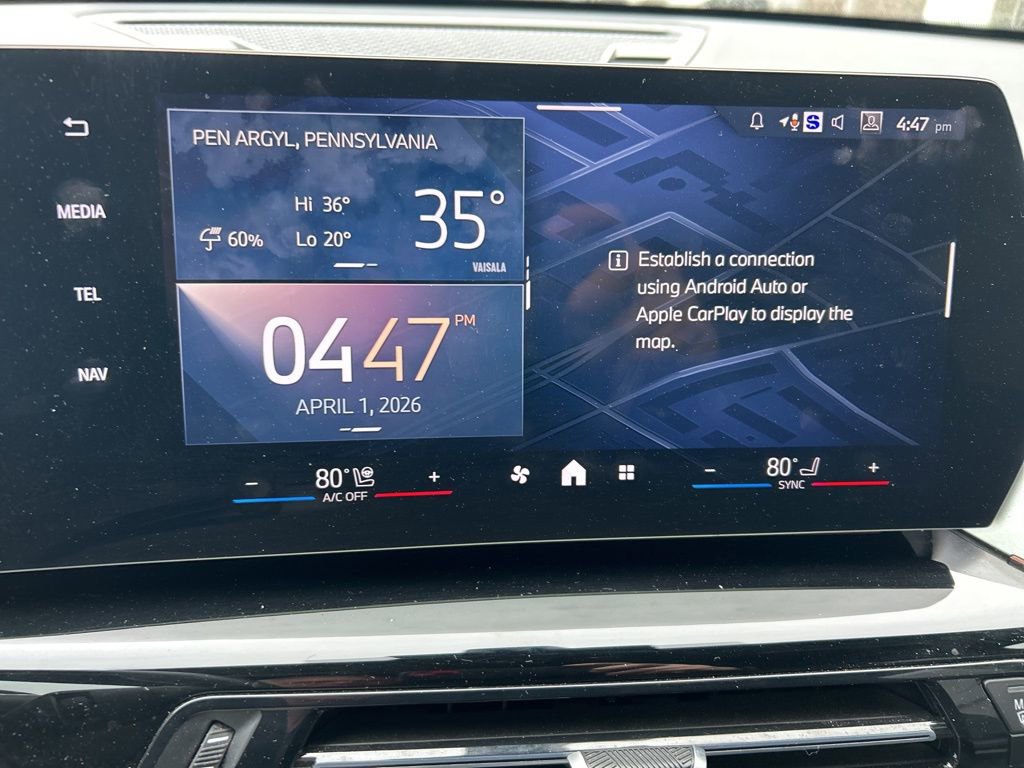 4:47 pm
MEDIA
TEL
NAV
PEN ARGYL, PENNSYLVANIA
Hi 36°
35°
60%
Lo 20°
VAISALA
04 47 PM
APRIL 1, 2026
Establish a connection
using Android Auto or
Apple CarPlay to display the
map.
− 80° +
A/C OFF
− 80° +
SYNC